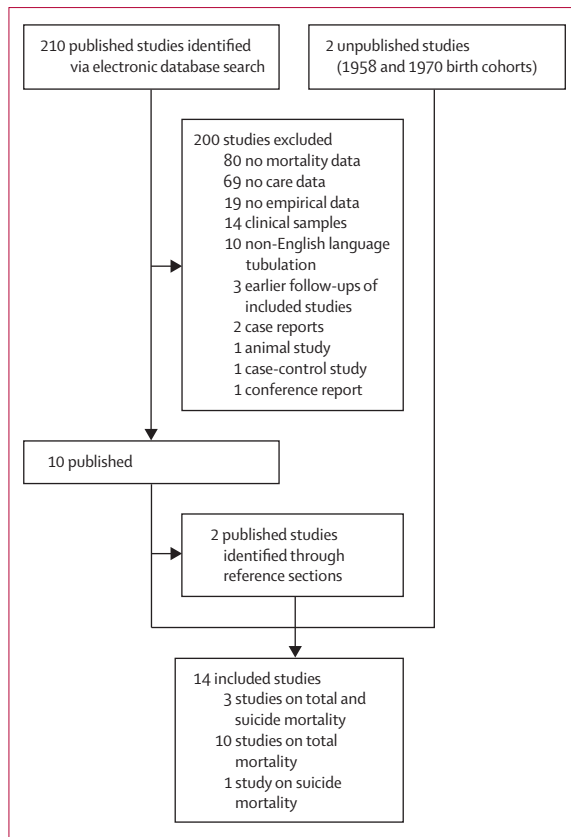 210 published studies identified
via electronic database search
2 unpublished studies
(1958 and 1970 birth cohorts)
200 studies excluded
80 no mortality data
69 no care data
19 no empirical data
14 clinical samples
10 non-English language
tubulation
3 earlier follow-ups of
included studies
2 case reports
1 animal study
1 case-control study
1 conference report
10 published
2 published studies
identified through
reference sections
14 included studies
3 studies on total and
suicide mortality
10 studies on total
mortality
1 study on suicide
mortality